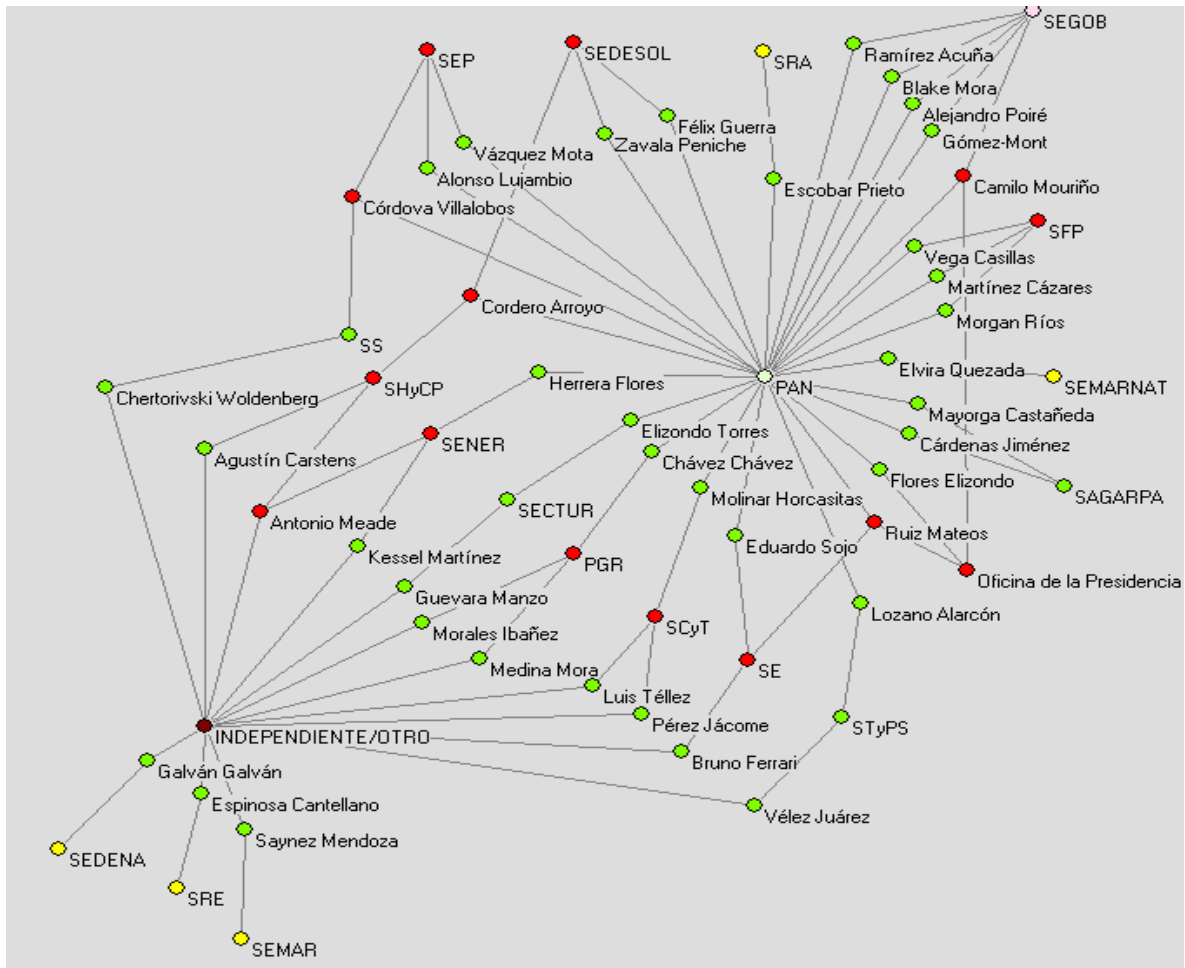 SEGOB
SEP
SEDESOL
SRA
Ramírez Acuña
Blake Mora
Alejandro Poiré
Félix Guerra
Gómez-Mont
Zavala Peniche
Vázquez Mota
Alonso Lujambio
Escobar Prieto
Camilo Mouriño
Córdova Villalobos
SFP
Vega Casillas
Martínez Cázares
Cordero Arroyo
Morgan Ríos
SS
Elvira Quezada
SEMARNAT
Herrera Flores
PAN
SHyCP
Chertorivski Woldenberg
Mayorga Castañeda
Elizondo Torres
Cárdenas Jiménez
SENER
Agustín Carstens
Chávez Chávez
Flores Elizondo
Molinar Horcasitas
SAGARPA
SECTUR
Antonio Meade
Ruiz Mateos
Eduardo Sojo
Kessel Martínez
PGR
Oficina de la Presidencia
Guevara Manzo
Lozano Alarcón
SCyT
Morales Ibañez
Medina Mora
SE
Luis Téllez
Pérez Jácome
STyPS
INDEPENDIENTE/OTRO
Bruno Ferrari
Galván Galván
Espinosa Cantellano
Vélez Juárez
Saynez Mendoza
SEDENA
SRE
SEMAR